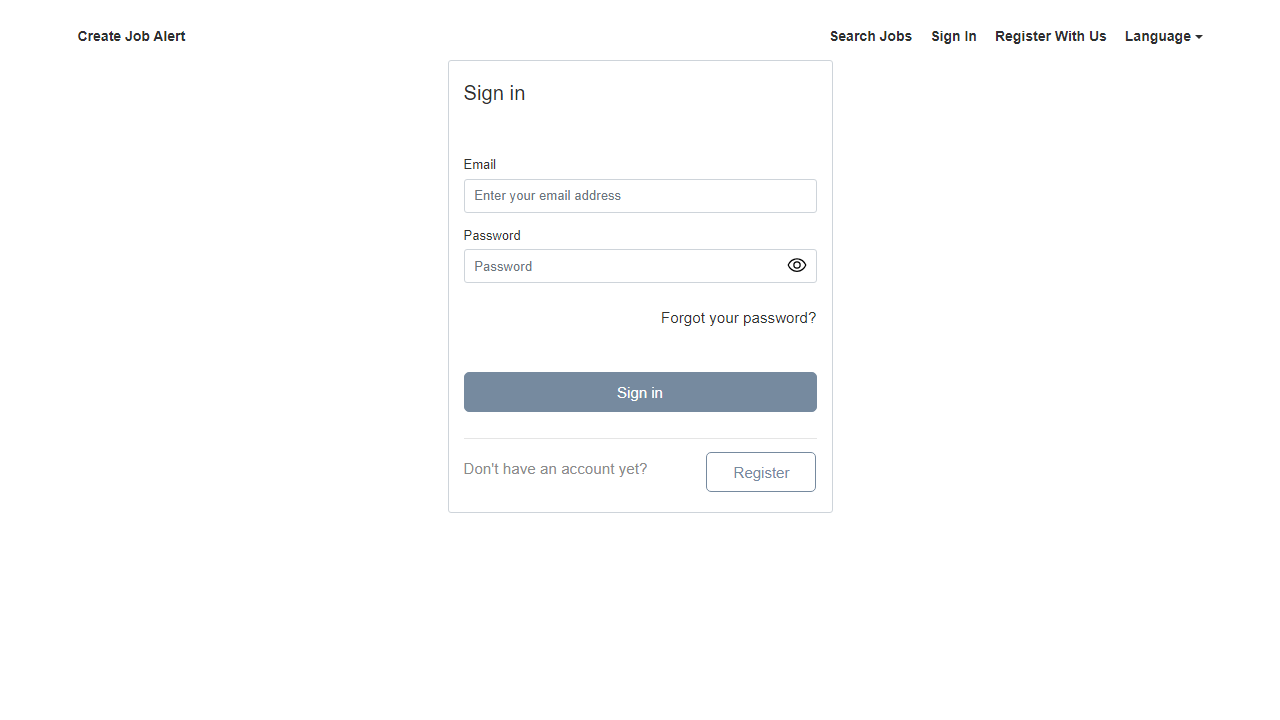 Create Job Alert
Search Jobs
Sign In
Register With Us
Language
Sign in
Email
Enter your email address
Password
Password
Forgot your password?
Sign in
Don't have an account yet?
Register